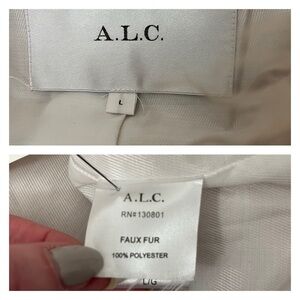 A.L.C.
L
A.L.C.
RN#130801
FAUX FUR
100% POLYESTER
L/G